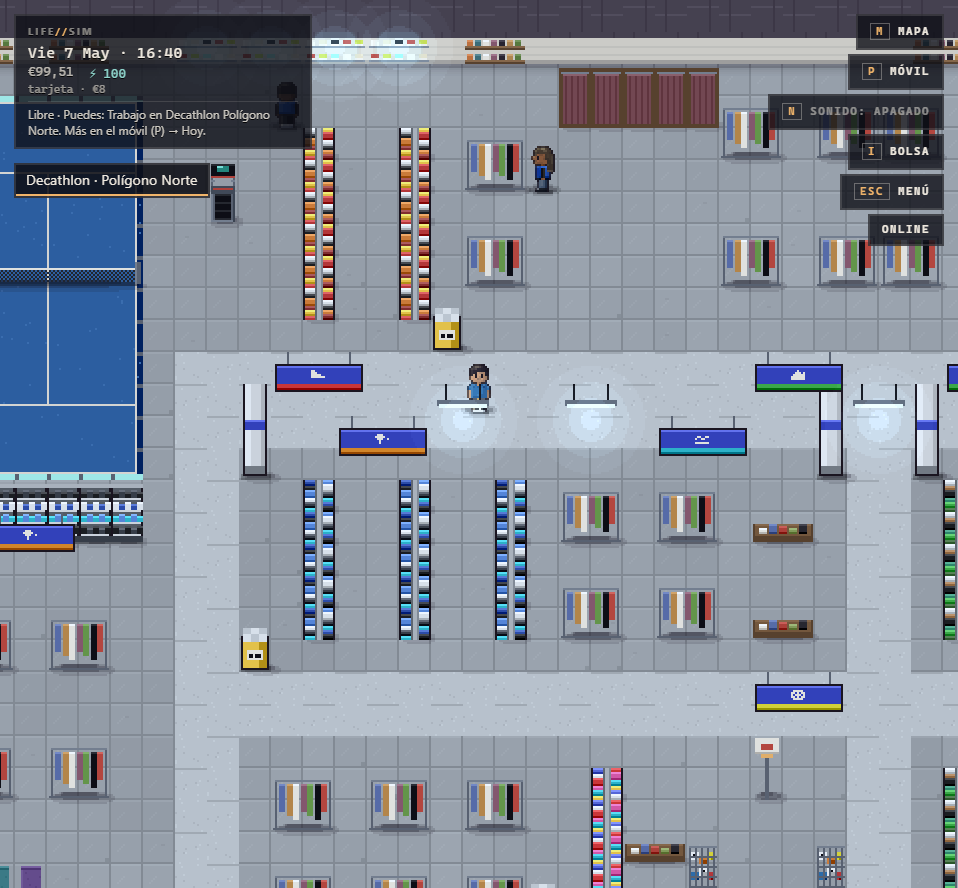 LIFE//SIM
Vie 7 May · 16:40
€99,51 ⚡ 100
tarjeta · €8
Libre · Puedes: Trabajo en Decathlon Polígono
Norte. Más en el móvil (P) → Hoy.
Decathlon · Polígono Norte
M MAPA
P MÓVIL
N SONIDO: APAGADO
I BOLSA
ESC MENÚ
ONLINE